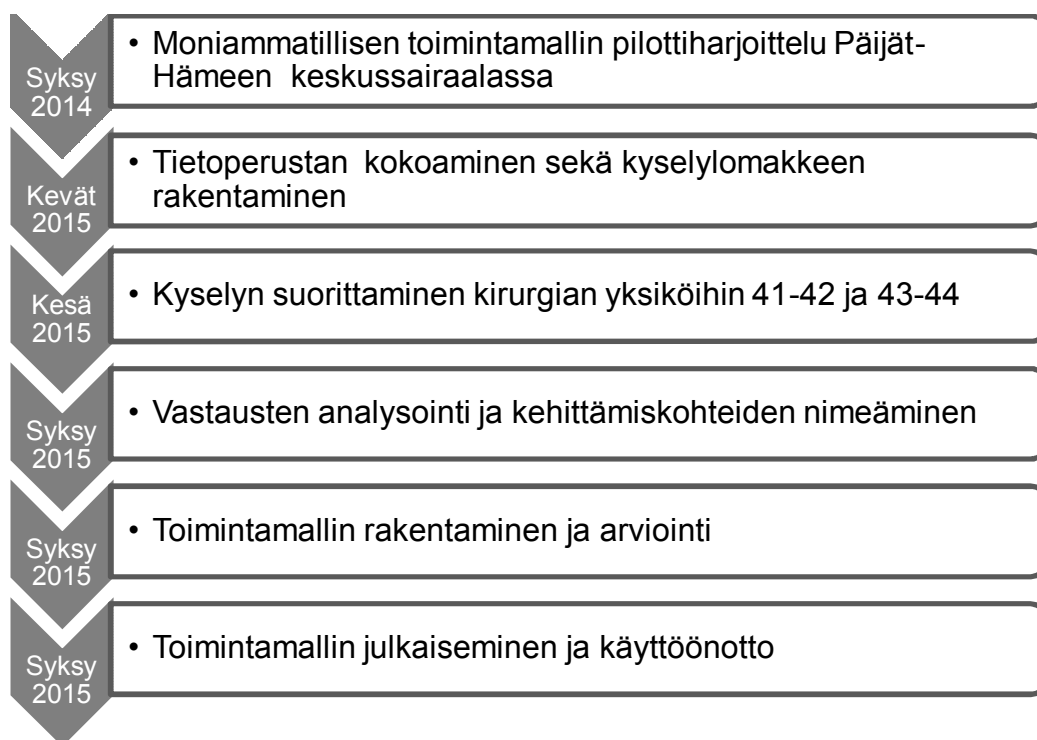 Syksy
2014
• Moniammatillisen toimintamallin pilottiharjoittelu Päijät-
Hämeen keskussairaalassa
Kevät
2015
• Tietoperustan kokoaminen sekä kyselylomakkeen
rakentaminen
Kesä
2015
• Kyselyn suorittaminen kirurgian yksiköihin 41-42 ja 43-44
Syksy
2015
• Vastausten analysointi ja kehittämiskohteiden nimeäminen
Syksy
2015
• Toimintamallin rakentaminen ja arviointi
Syksy
2015
• Toimintamallin julkaiseminen ja käyttöönotto